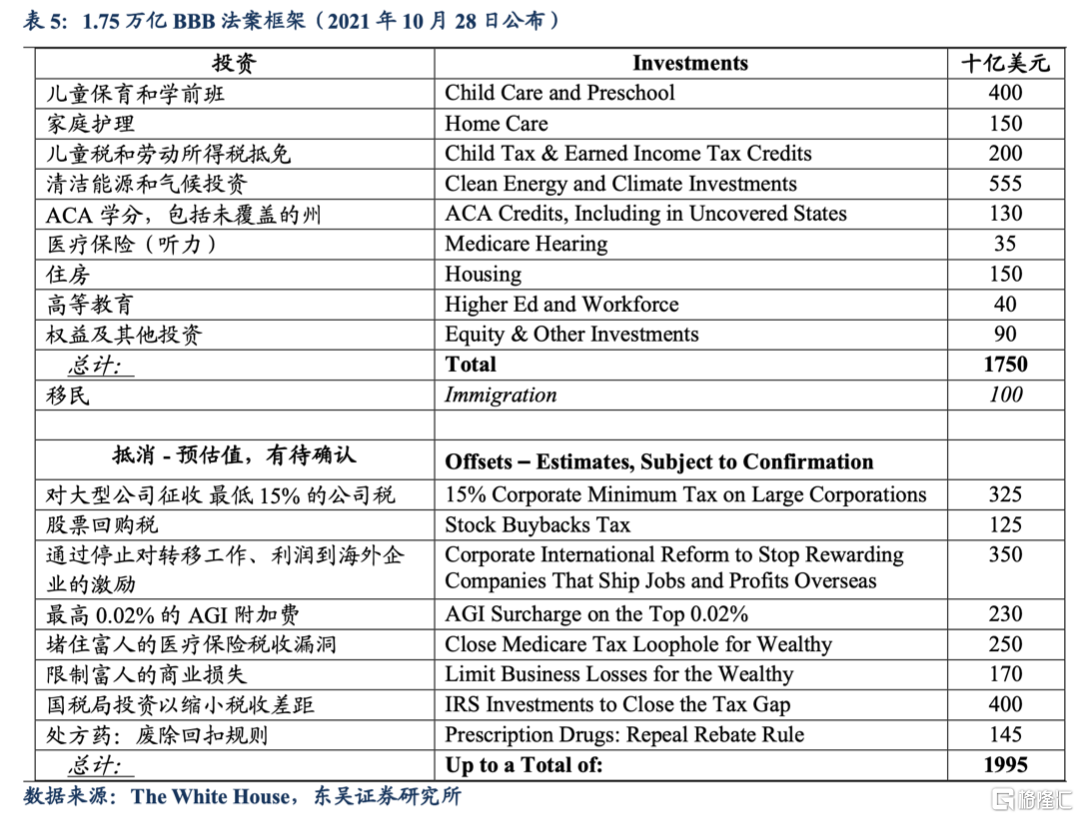 表 5：1.75 万亿 BBB 法案框架（2021 年 10 月 28 日公布）
投资 Investments 十亿美元
儿童保育和学前班 Child Care and Preschool 400
家庭护理 Home Care 150
儿童税和劳动所得税抵免 Child Tax & Earned Income Tax Credits 200
清洁能源和气候投资 Clean Energy and Climate Investments 555
ACA 学分，包括未覆盖的州 ACA Credits, Including in Uncovered States 130
医疗保险（听力） Medicare Hearing 35
住房 Housing 150
高等教育 Higher Ed and Workforce 40
权益及其他投资 Equity & Other Investments 90
总计： Total 1750
移民 Immigration 100
抵消 - 预估值，有待确认 Offsets – Estimates, Subject to Confirmation
对大型公司征收 最低 15% 的公司税 15% Corporate Minimum Tax on Large Corporations 325
股票回购税 Stock Buybacks Tax 125
通过停止对转移工作、利润到海外企 Corporate International Reform to Stop Rewarding 350
业的激励 Companies That Ship Jobs and Profits Overseas
最高 0.02% 的 AGI 附加费 AGI Surcharge on the Top 0.02% 230
堵住富人的医疗保险税收漏洞 Close Medicare Tax Loophole for Wealthy 250
限制富人的商业损失 Limit Business Losses for the Wealthy 170
国税局投资以缩小税收差距 IRS Investments to Close the Tax Gap 400
处方药：废除回扣规则 Prescription Drugs: Repeal Rebate Rule 145
总计： Up to a Total of: 1995
数据来源：The White House，东吴证券研究所
格隆汇